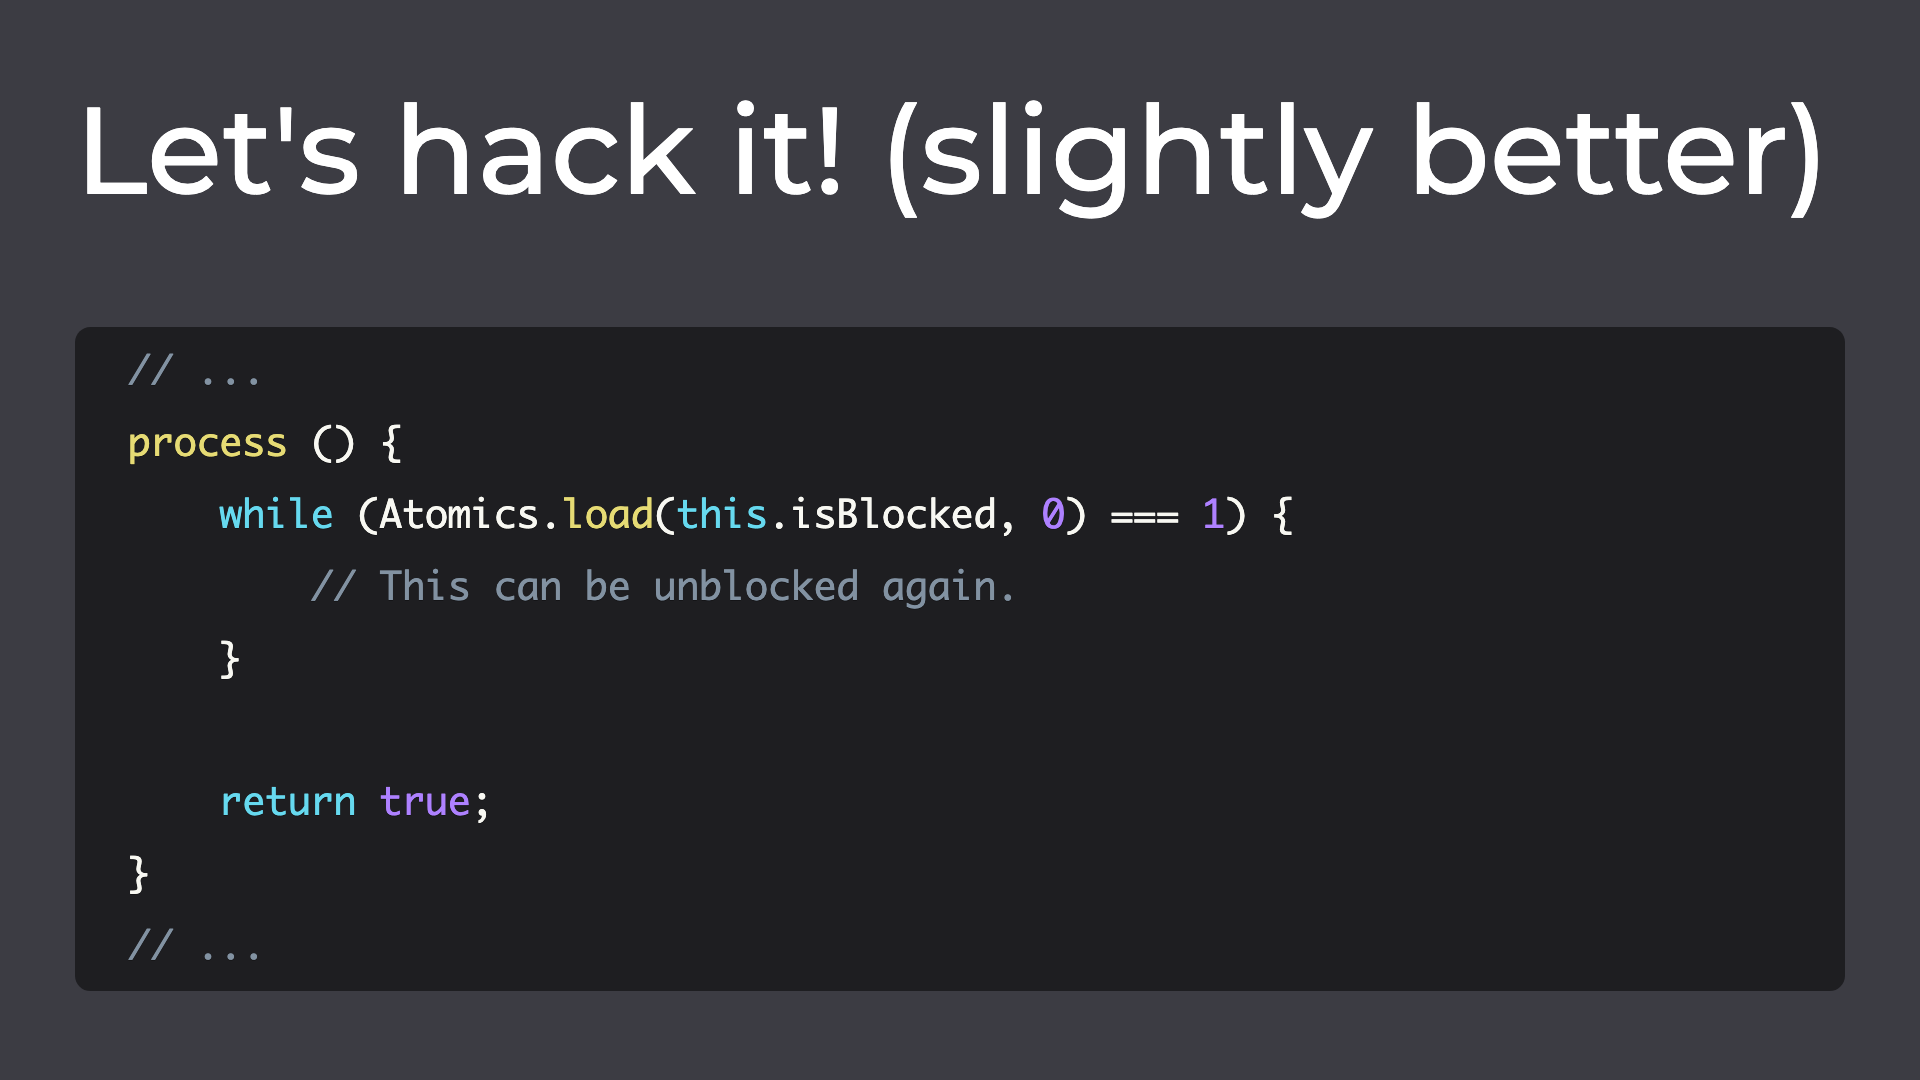 Let's hack it! (slightly better)
// ...
process () {
    while (Atomics.load(this.isBlocked, 0) === 1) {
        // This can be unblocked again.
    }

    return true;
}
// ...